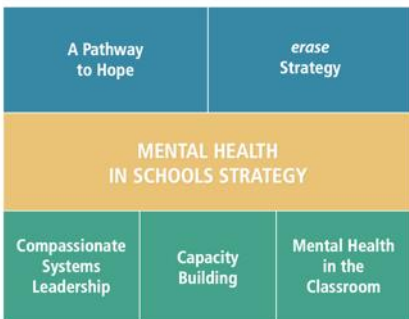 A Pathway
to Hope
erase
Strategy
MENTAL HEALTH
IN SCHOOLS STRATEGY
Compassionate
Systems
Leadership
Capacity
Building
Mental Health
in the
Classroom